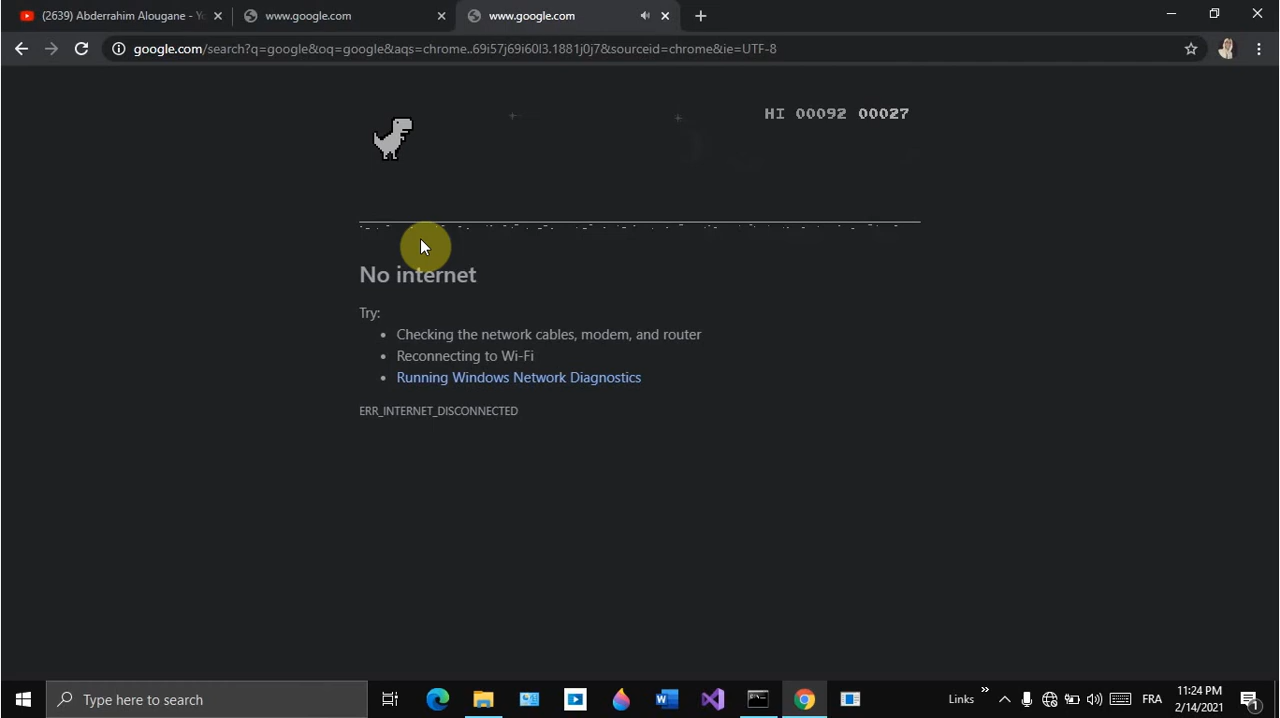 (2639) Abderrahim Alougane - Yo
www.google.com
www.google.com
google.com/search?q=google&oq=google&aqs=chrome..69i57j69i60l3.1881j0j7&sourceid=chrome&ie=UTF-8
HI 00092 00027
No internet
Try:
Checking the network cables, modem, and router
Reconnecting to Wi-Fi
Running Windows Network Diagnostics
ERR_INTERNET_DISCONNECTED
Type here to search
Links
FRA
11:24 PM
2/14/2021
1